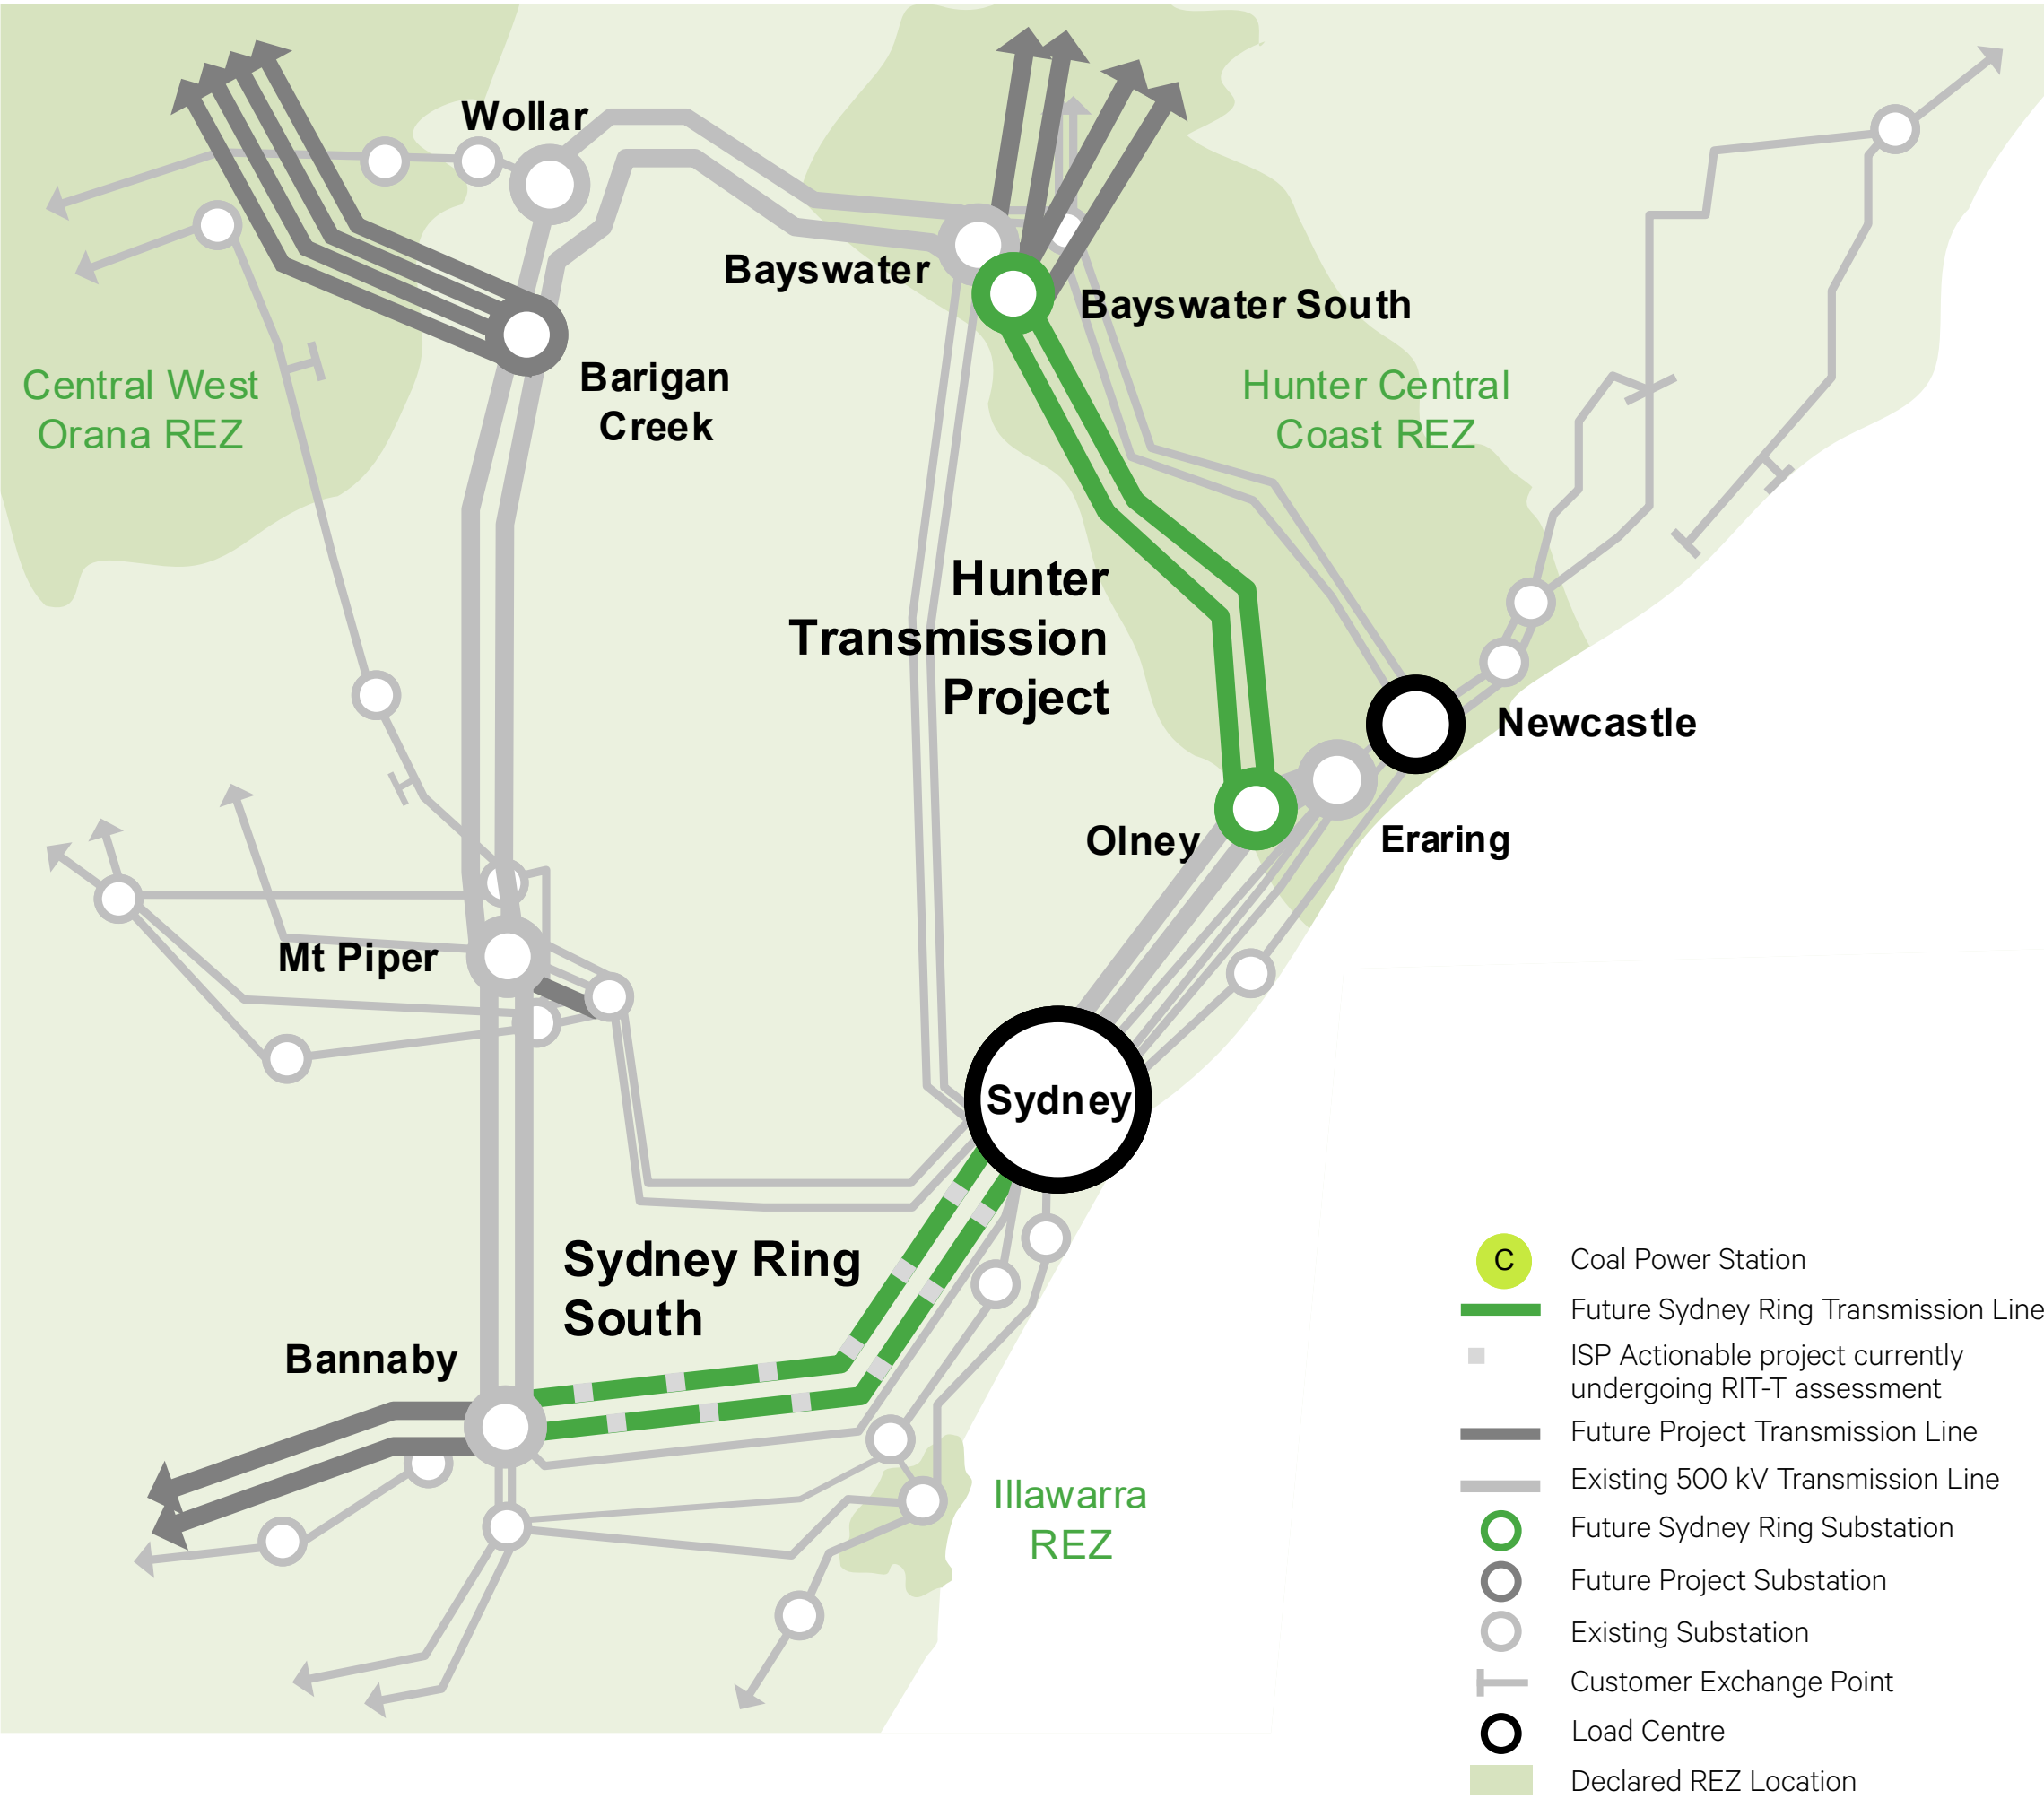 Wollar
Bayswater
Bayswater South
Barigan
Creek
Central West
Orana REZ
Hunter Central
Coast REZ
Hunter
Transmission
Project
Newcastle
Olney
Eraring
Mt Piper
Sydney
Sydney Ring
South
Bannaby
Illawarra
REZ
C
Coal Power Station
Future Sydney Ring Transmission Line
ISP Actionable project currently
undergoing RIT-T assessment
Future Project Transmission Line
Existing 500 kV Transmission Line
Future Sydney Ring Substation
Future Project Substation
Existing Substation
Customer Exchange Point
Load Centre
Declared REZ Location